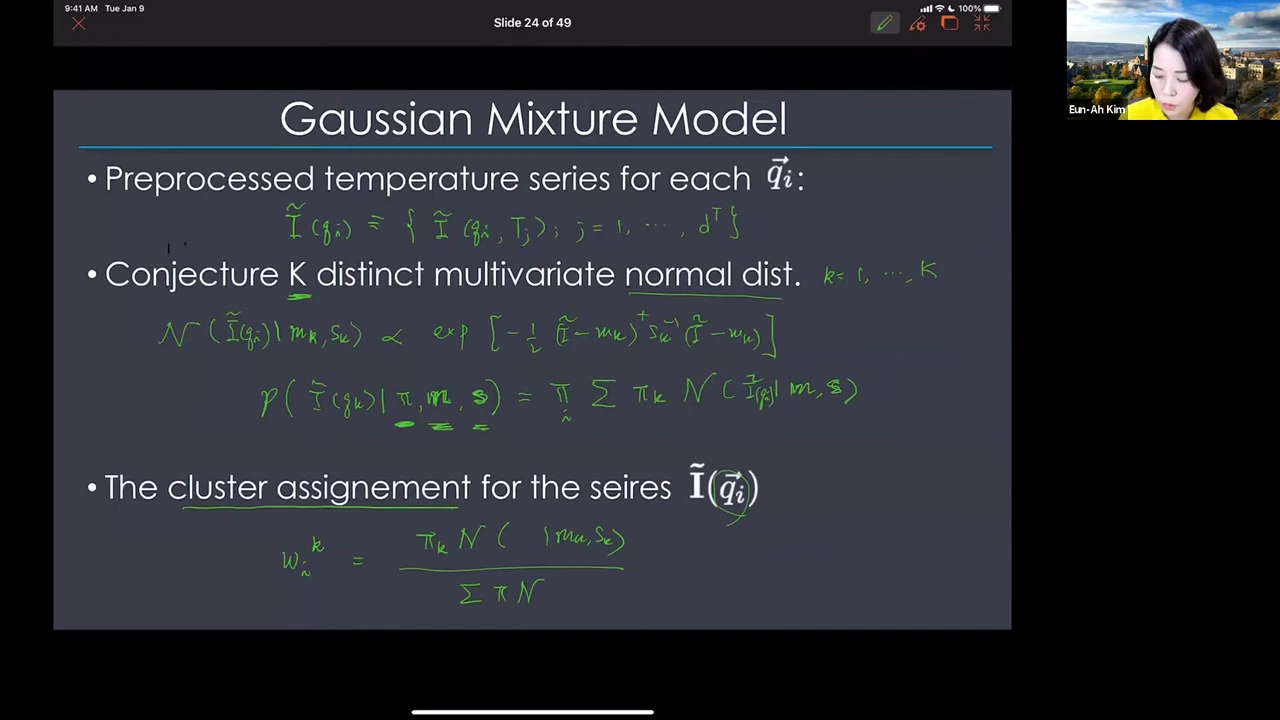 9:41 AM Tue Jan 9
100%
Slide 24 of 49
Eun-Ah Kim
Gaussian Mixture Model
• Preprocessed temperature series for each q⃗ᵢ:
Ĩ(qᵢ) ≡ { Ĩ(qᵢ, Tⱼ); j = 1, ⋯, dᵀ }
• Conjecture K distinct multivariate normal dist. k = 1, ⋯, K
N(Ĩ(qᵢ) | mₖ, sₖ) ∝ exp [ -½ (Ĩ - mₖ)⁺ sₖ⁻¹ (Ĩ - mₖ) ]
p(Ĩ(qₖ) | π, m, s) = Π_i Σ πₖ N(Ĩ(qᵢ) | m, s)
• The cluster assignement for the seires Ĩ(q⃗ᵢ)
wᵢᵏ = πₖ N(   | mₖ, sₖ)
Σ π N